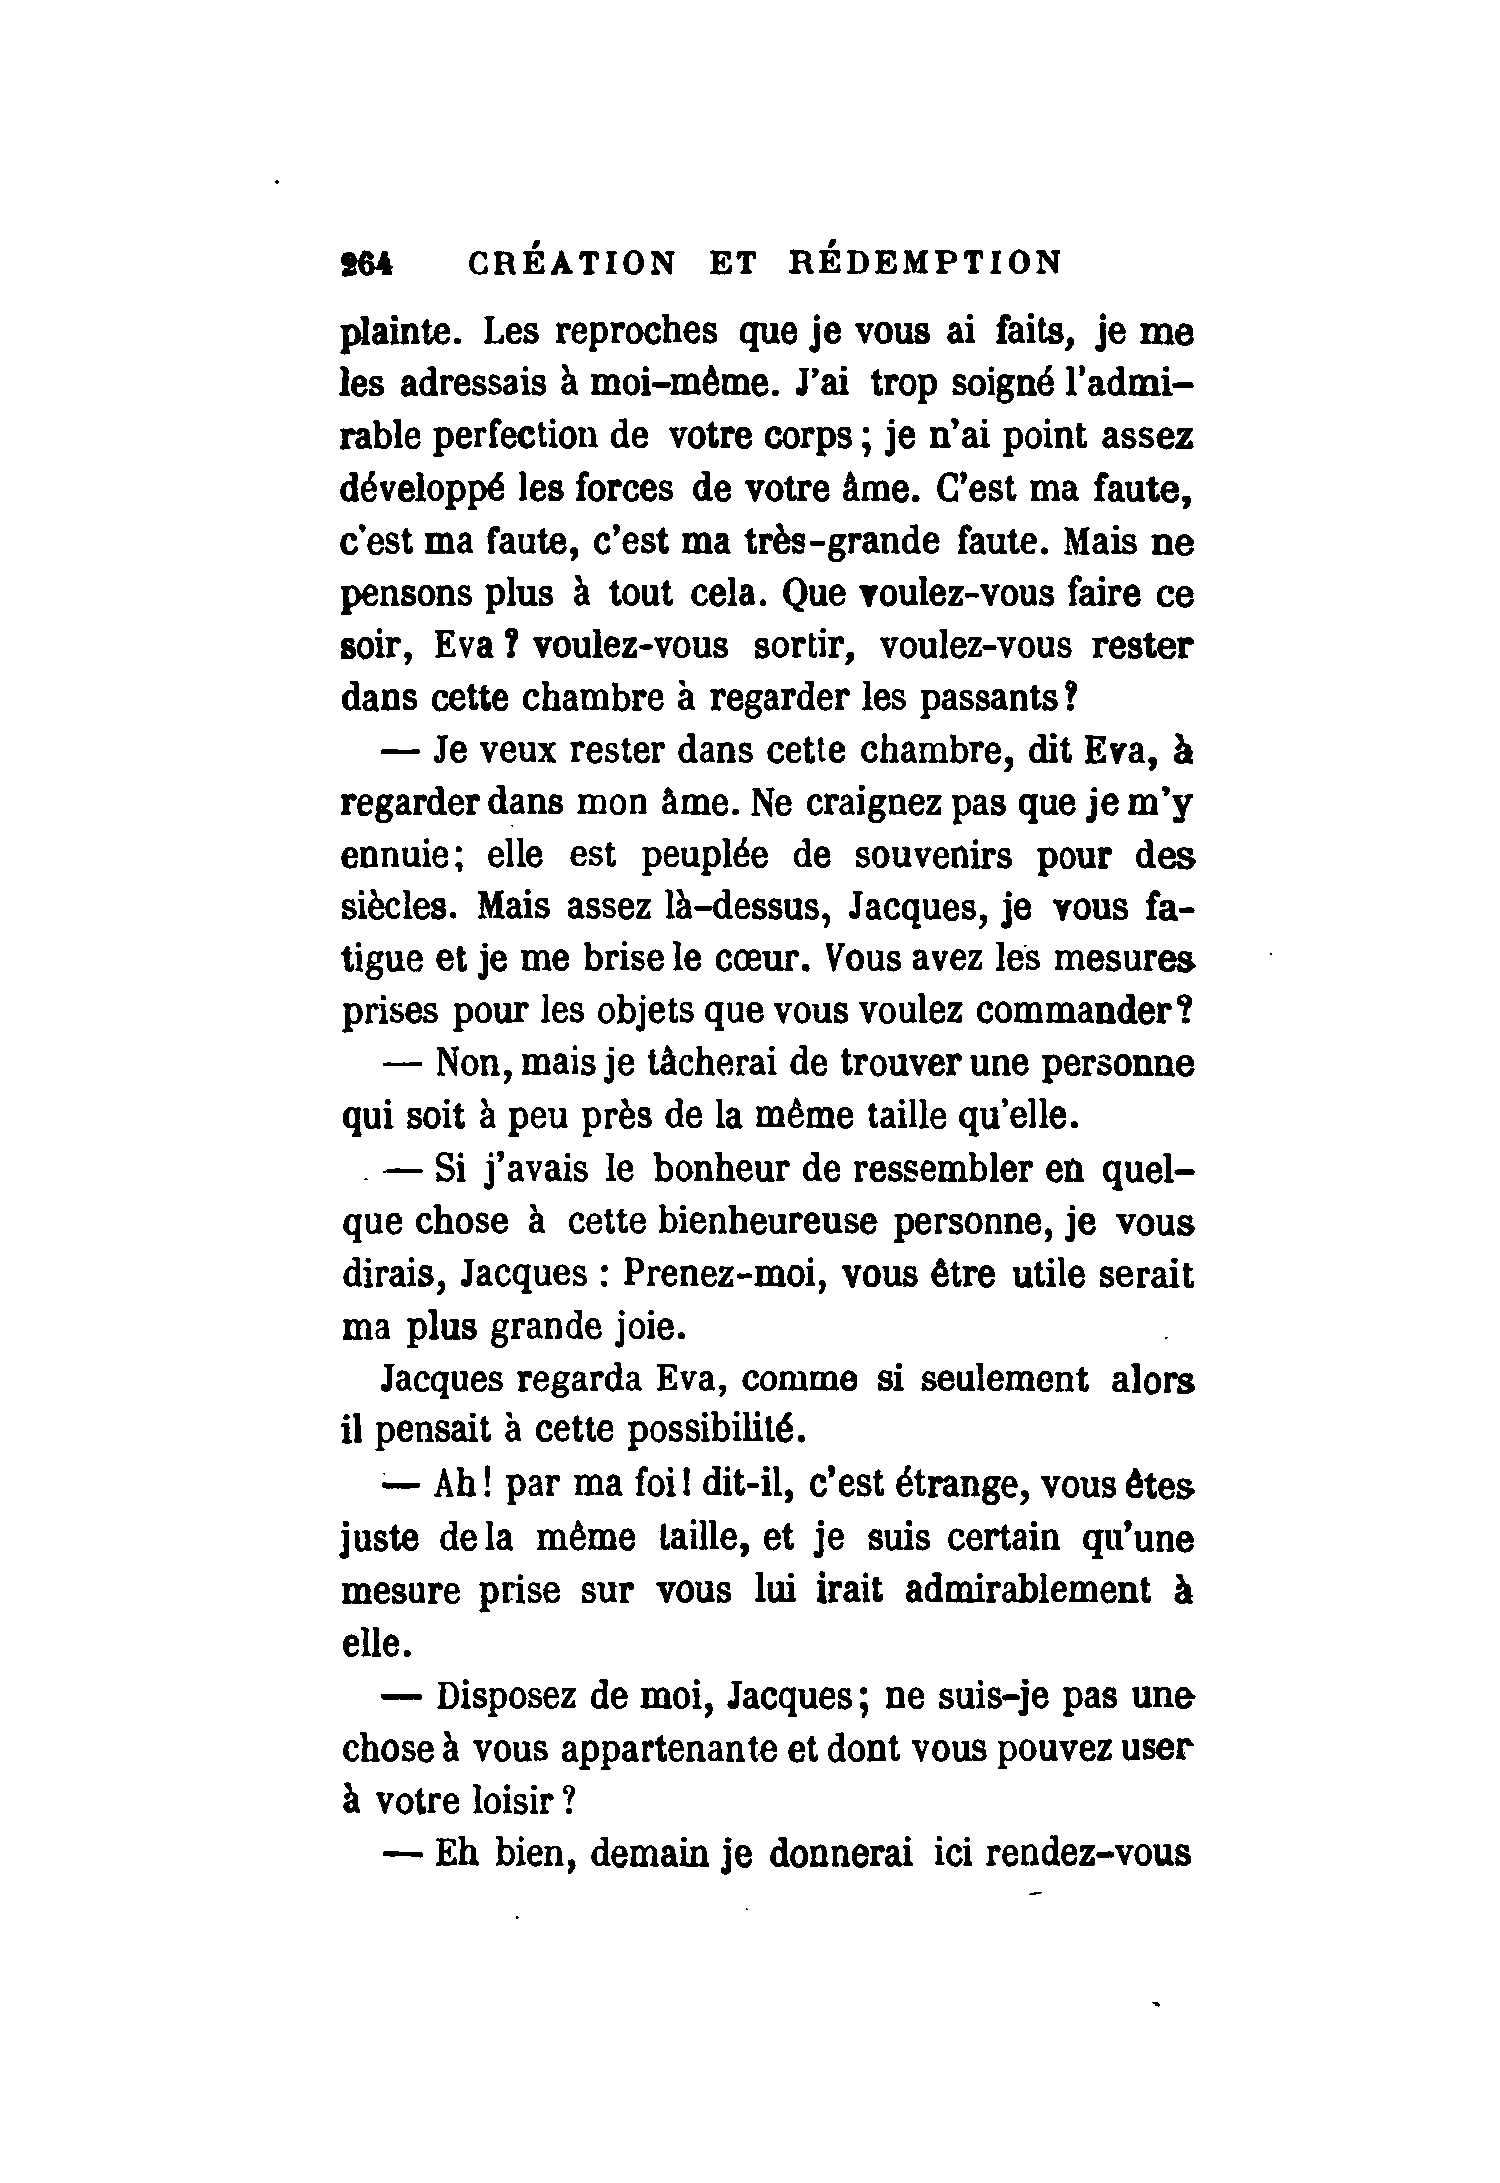 264 CRÉATION ET RÉDEMPTION
plainte. Les reproches que je vous ai faits, je me
les adressais à moi-même. J'ai trop soigné l'admi-
rable perfection de votre corps ; je n'ai point assez
développé les forces de votre âme. C'est ma faute,
c'est ma faute, c'est ma très-grande faute. Mais ne
pensons plus à tout cela. Que voulez-vous faire ce
soir, Eva ? voulez-vous sortir, voulez-vous rester
dans cette chambre à regarder les passants ?
— Je veux rester dans cette chambre, dit Eva, à
regarder dans mon âme. Ne craignez pas que je m'y
ennuie ; elle est peuplée de souvenirs pour des
siècles. Mais assez là-dessus, Jacques, je vous fa-
tigue et je me brise le cœur. Vous avez les mesures
prises pour les objets que vous voulez commander ?
— Non, mais je tâcherai de trouver une personne
qui soit à peu près de la même taille qu'elle.
— Si j'avais le bonheur de ressembler en quel-
que chose à cette bienheureuse personne, je vous
dirais, Jacques : Prenez-moi, vous être utile serait
ma plus grande joie.
Jacques regarda Eva, comme si seulement alors
il pensait à cette possibilité.
— Ah ! par ma foi ! dit-il, c'est étrange, vous êtes
juste de la même taille, et je suis certain qu'une
mesure prise sur vous lui irait admirablement à
elle.
— Disposez de moi, Jacques ; ne suis-je pas une
chose à vous appartenante et dont vous pouvez user
à votre loisir ?
— Eh bien, demain je donnerai ici rendez-vous